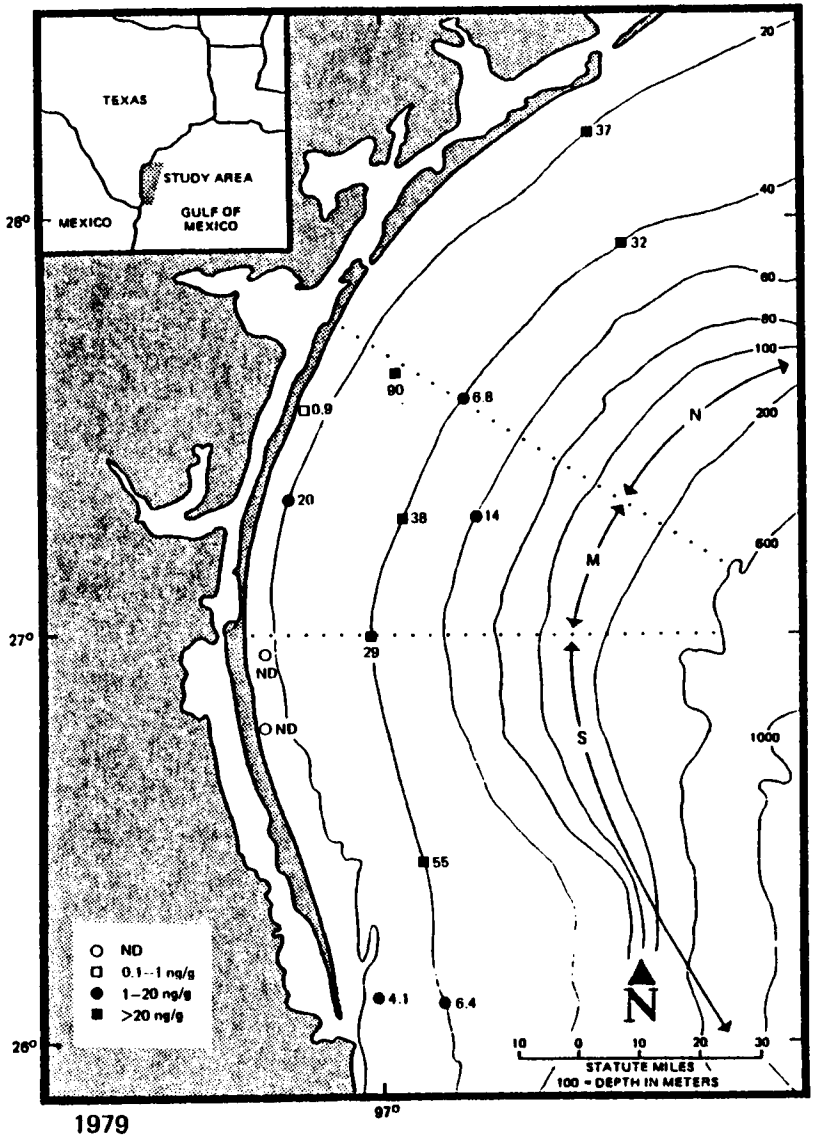 TEXAS
STUDY AREA
GULF OF
MEXICO
MEXICO
20
37
28°
40
32
60
80
100
90
6.8
N
200
0.9
20
38
14
600
M
27°
29
ND
ND
S
1000
55
ND
0.1--1 ng/g
1-20 ng/g
>20 ng/g
4.1
6.4
N
26°
10 0 10 20 30
STATUTE MILES
100 = DEPTH IN METERS
97°
1979